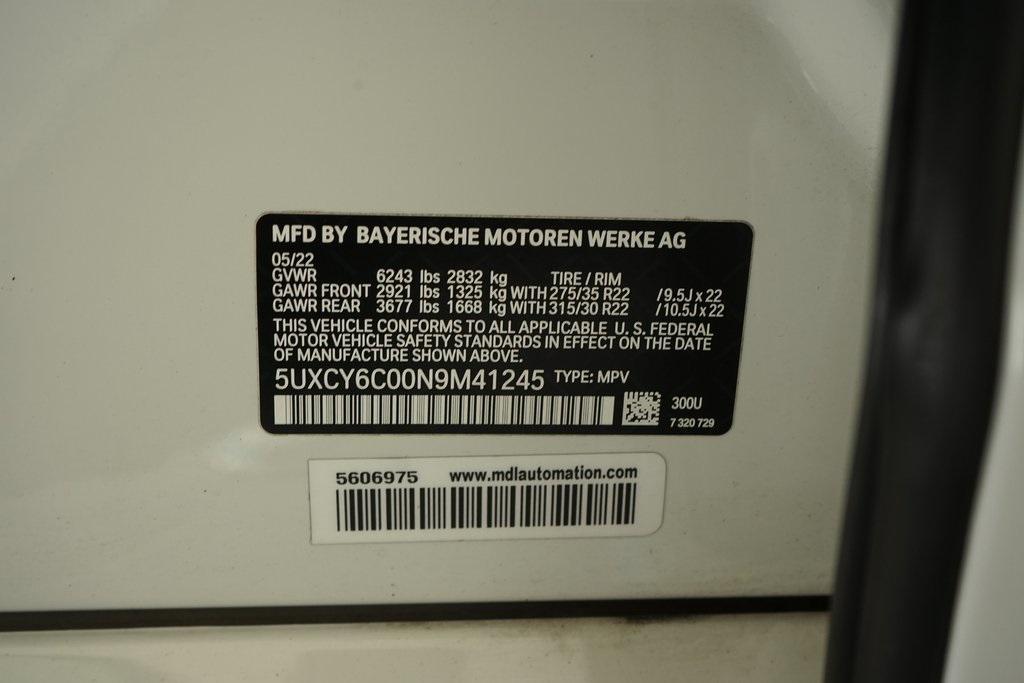 MFD BY BAYERISCHE MOTOREN WERKE AG
05/22
GVWR 6243 lbs 2832 kg TIRE / RIM
GAWR FRONT 2921 lbs 1325 kg WITH 275/35 R22 / 9.5J x 22
GAWR REAR 3677 lbs 1668 kg WITH 315/30 R22 / 10.5J x 22
THIS VEHICLE CONFORMS TO ALL APPLICABLE U. S. FEDERAL
MOTOR VEHICLE SAFETY STANDARDS IN EFFECT ON THE DATE
OF MANUFACTURE SHOWN ABOVE.
5UXCY6C00N9M41245 TYPE: MPV
300U
7 320 729
5606975 www.mdlautomation.com